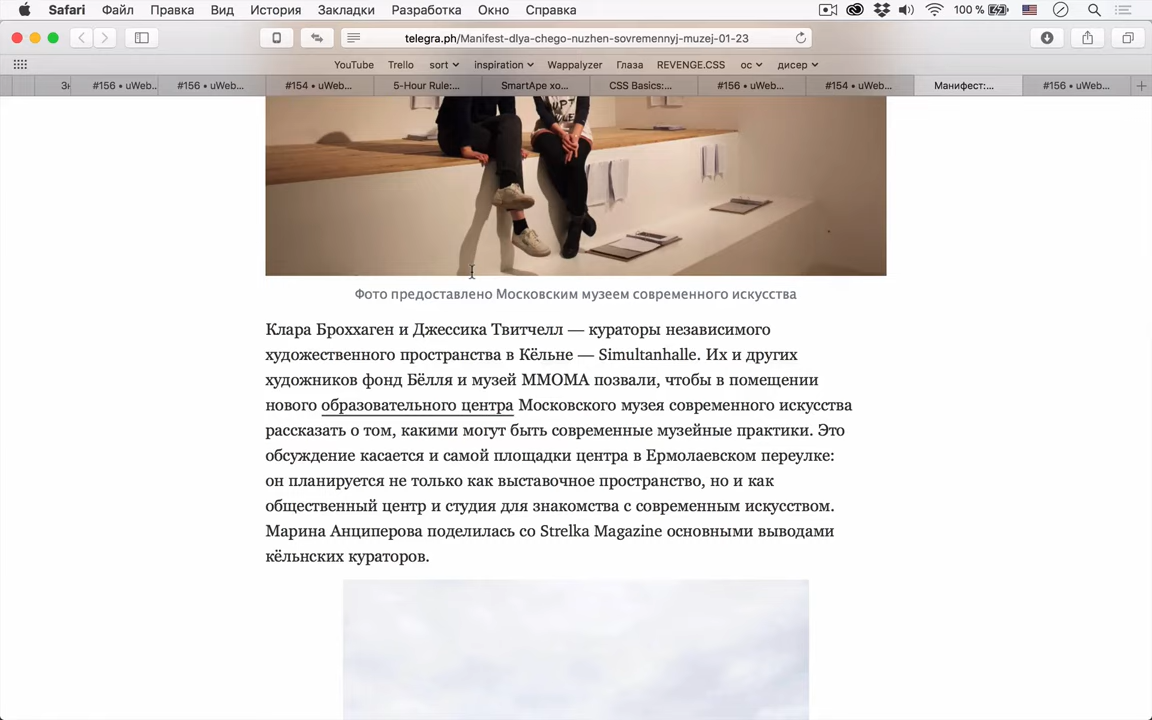 Safari Файл Правка Вид История Закладки Разработка Окно Справка 100 %
telegra.ph/Manifest-dlya-chego-nuzhen-sovremennyj-muzej-01-23
YouTube Trello sort inspiration Wappalyzer Глаза REVENGE.CSS ос дисер
#156 • uWeb... #156 • uWeb... #154 • uWeb... 5-Hour Rule:... SmartApe хо... CSS Basics:... #156 • uWeb... #154 • uWeb... Манифест:... #156 • uWeb...
Фото предоставлено Московским музеем современного искусства
Клара Броххаген и Джессика Твитчелл — кураторы независимого
художественного пространства в Кёльне — Simultanhalle. Их и других
художников фонд Бёлля и музей ММОМА позвали, чтобы в помещении
нового образовательного центра Московского музея современного искусства
рассказать о том, какими могут быть современные музейные практики. Это
обсуждение касается и самой площадки центра в Ермолаевском переулке:
он планируется не только как выставочное пространство, но и как
общественный центр и студия для знакомства с современным искусством.
Марина Анциперова поделилась со Strelka Magazine основными выводами
кёльнских кураторов.